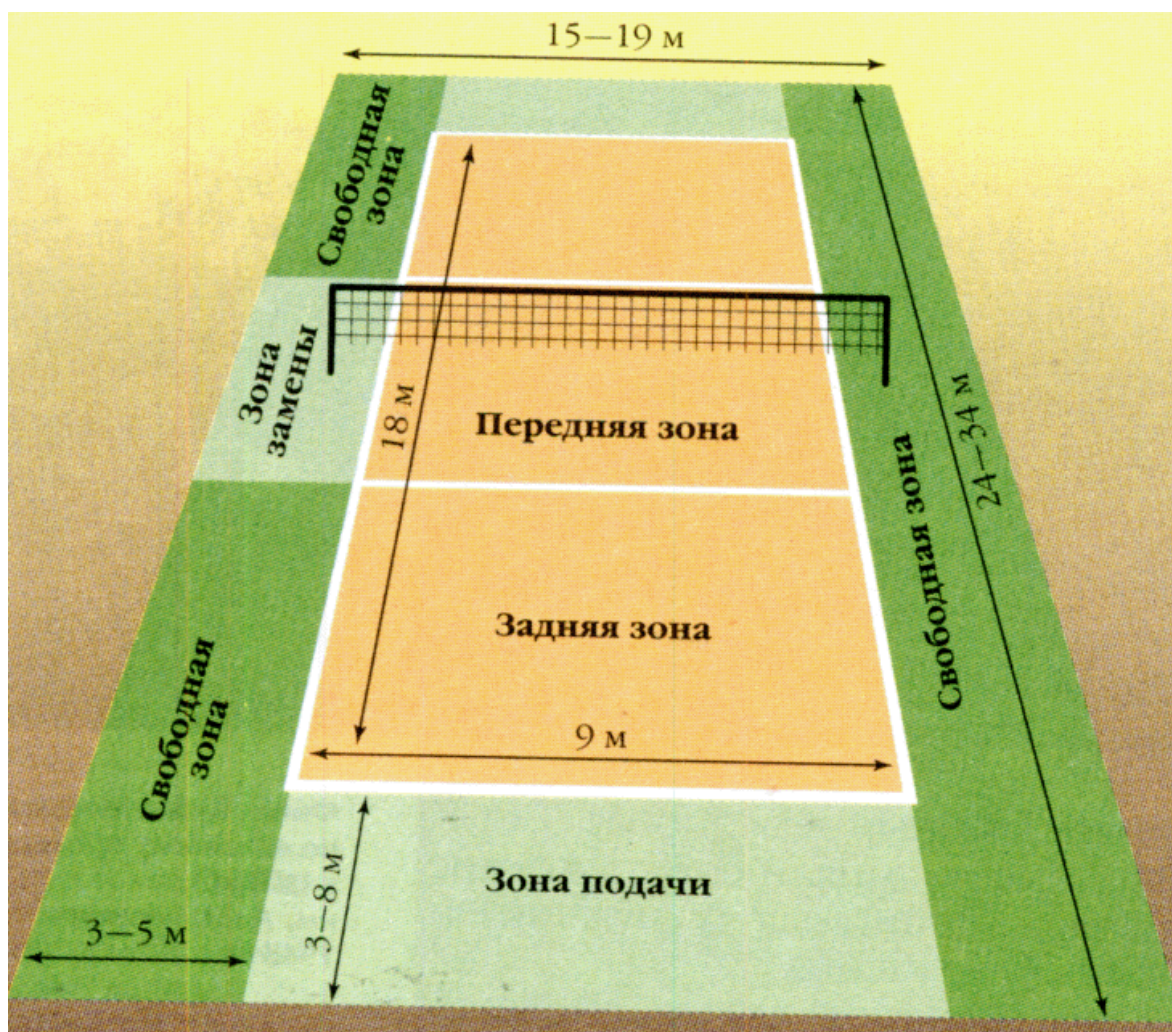 15—19 м
Свободная
зона
Зона
замены
18 м
Передняя зона
24—34 м
Свободная зона
Задняя зона
Свободная
зона
9 м
Зона подачи
3—8 м
3—5 м